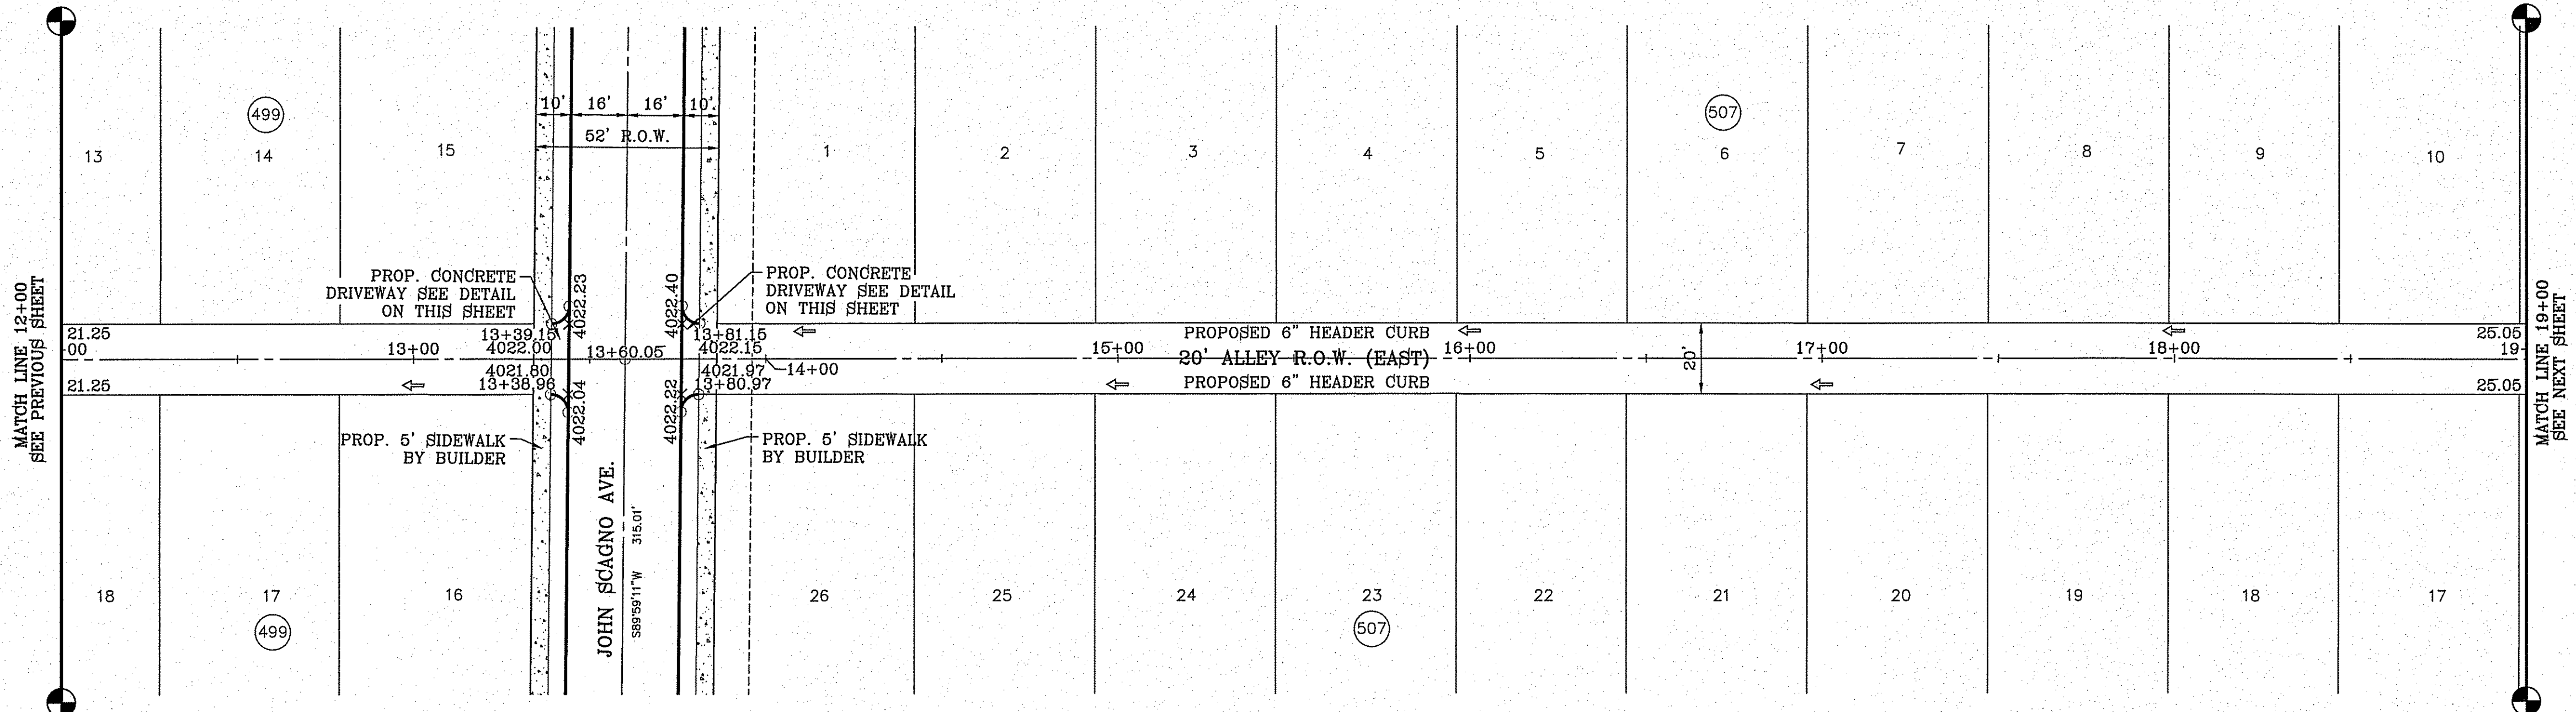 10' 16' 16' 10'
52' R.O.W.
499
507
13
14
15
1
2
3
4
5
6
7
8
9
10
MATCH LINE 12+00
SEE PREVIOUS SHEET
PROP. CONCRETE
DRIVEWAY SEE DETAIL
ON THIS SHEET
4022.23
4022.40
PROP. CONCRETE
DRIVEWAY SEE DETAIL
ON THIS SHEET
MATCH LINE 19+00
SEE NEXT SHEET
21.25
13+39.15
4022.00
13+81.15
4022.15
PROPOSED 6" HEADER CURB
25.05
+00
13+00
13+60.05
14+00
15+00
20' ALLEY R.O.W. (EAST)
16+00
20'
17+00
18+00
19+
21.25
4021.80
13+38.96
4022.04
4022.22
4021.97
13+80.97
PROPOSED 6" HEADER CURB
25.05
PROP. 5' SIDEWALK
BY BUILDER
PROP. 5' SIDEWALK
BY BUILDER
JOHN SCAGNO AVE.
S89°59'11"W 315.01'
18
17
16
26
25
24
23
22
21
20
19
18
17
499
507